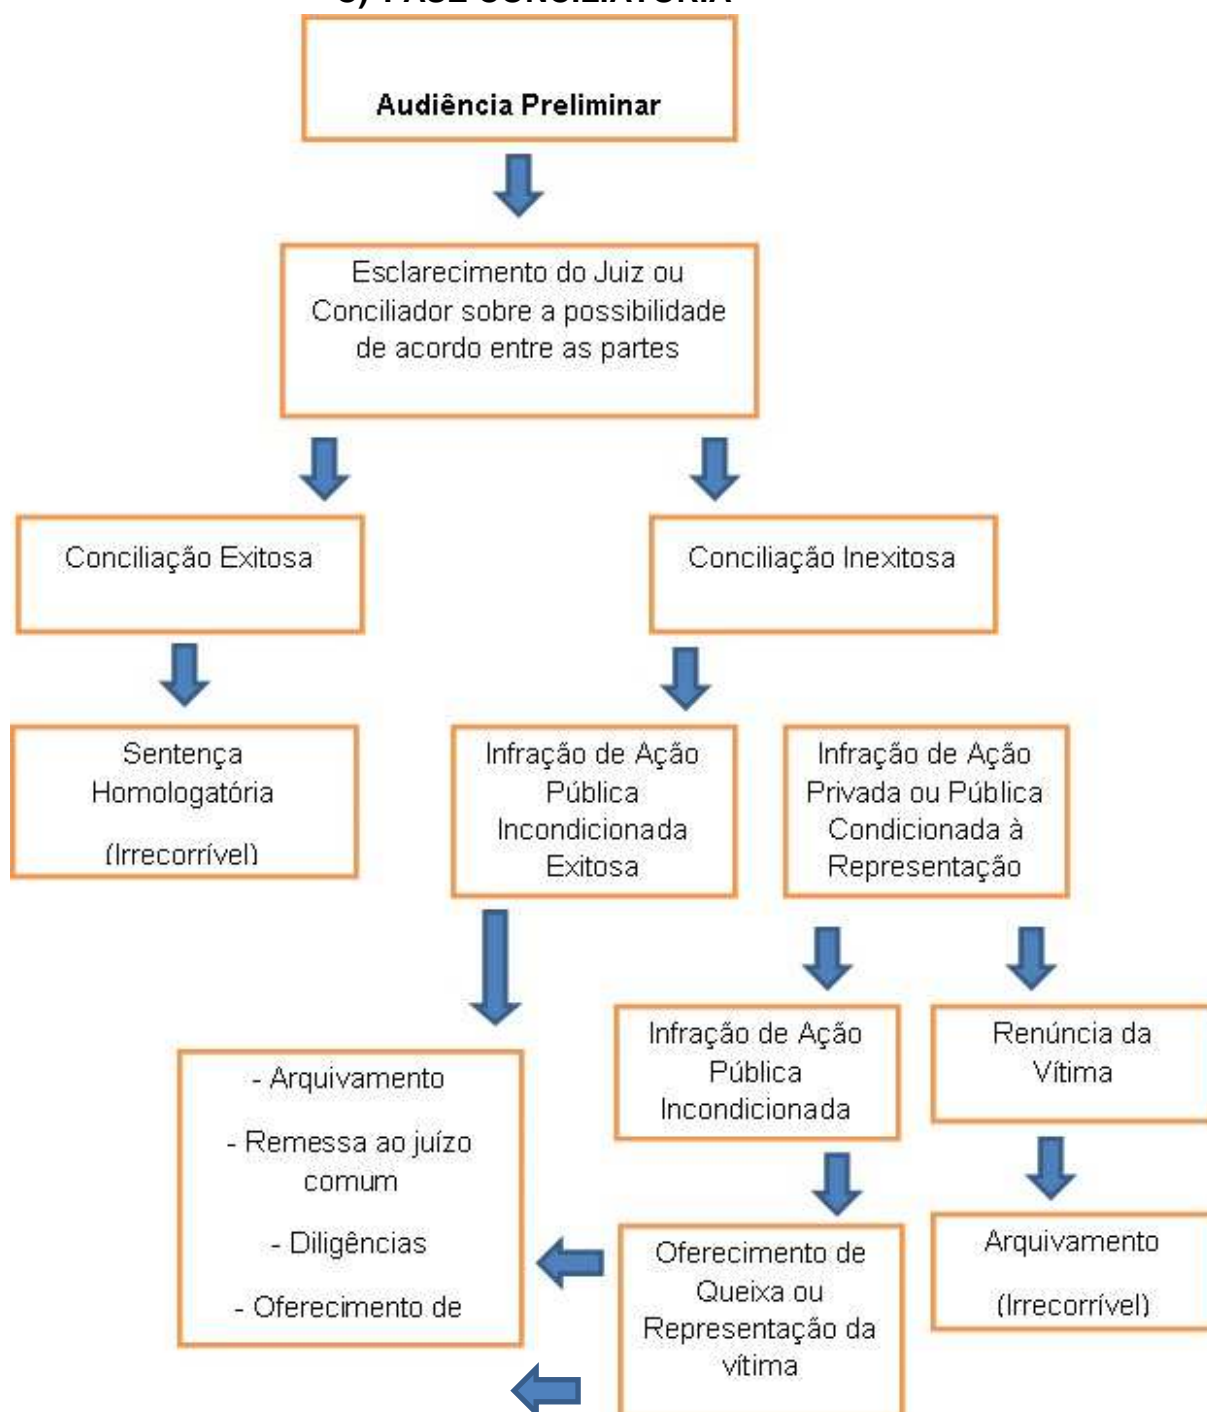 Audiência Preliminar
Esclarecimento do Juiz ou
Conciliador sobre a possibilidade
de acordo entre as partes
Conciliação Exitosa
Conciliação Inexitosa
Sentença
Homologatória
(Irrecorrível)
Infração de Ação
Pública
Incondicionada
Exitosa
Infração de Ação
Privada ou Pública
Condicionada à
Representação
Infração de Ação
Pública
Incondicionada
Renúncia da
Vítima
- Arquivamento
- Remessa ao juízo
comum
- Diligências
- Oferecimento de
Oferecimento de
Queixa ou
Representação da
vítima
Arquivamento
(Irrecorrível)